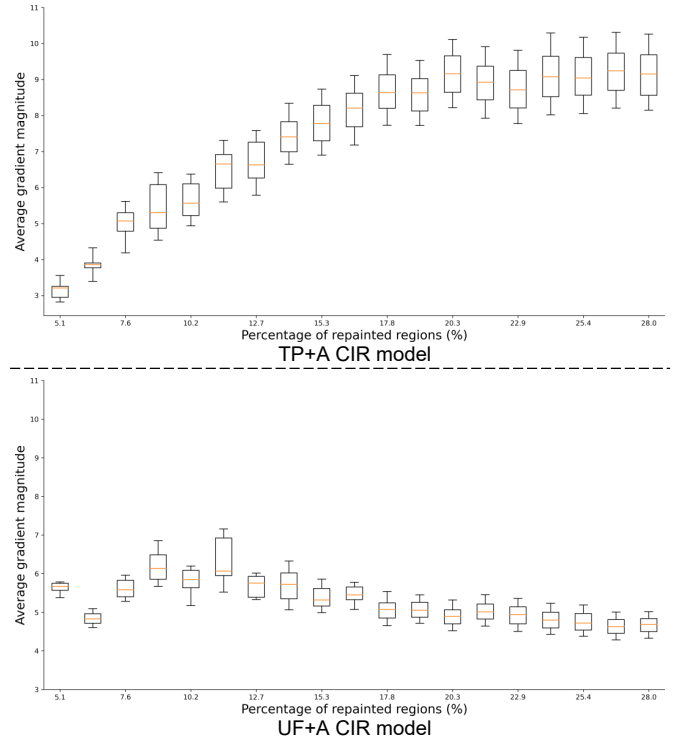 11
10
9
8
7
6
5
4
3
Average gradient magnitude
5.1 7.6 10.2 12.7 15.3 17.8 20.3 22.9 25.4 28.0
Percentage of repainted regions (%)
TP+A CIR model
11
10
9
8
7
6
5
4
3
Average gradient magnitude
5.1 7.6 10.2 12.7 15.3 17.8 20.3 22.9 25.4 28.0
Percentage of repainted regions (%)
UF+A CIR model